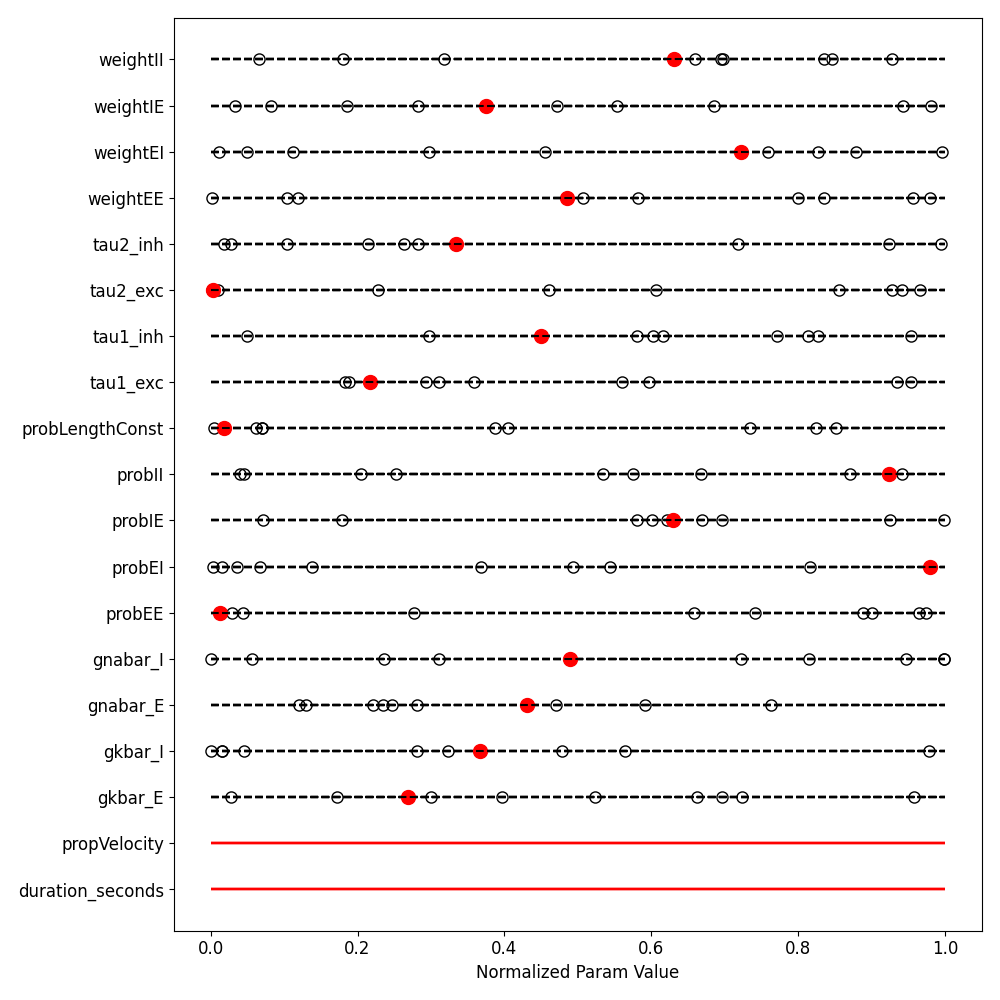 weightII
weightIE
weightEI
weightEE
tau2_inh
tau2_exc
tau1_inh
tau1_exc
probLengthConst
probII
probIE
probEI
probEE
gnabar_I
gnabar_E
gkbar_I
gkbar_E
propVelocity
duration_seconds
0.0 0.2 0.4 0.6 0.8 1.0
Normalized Param Value